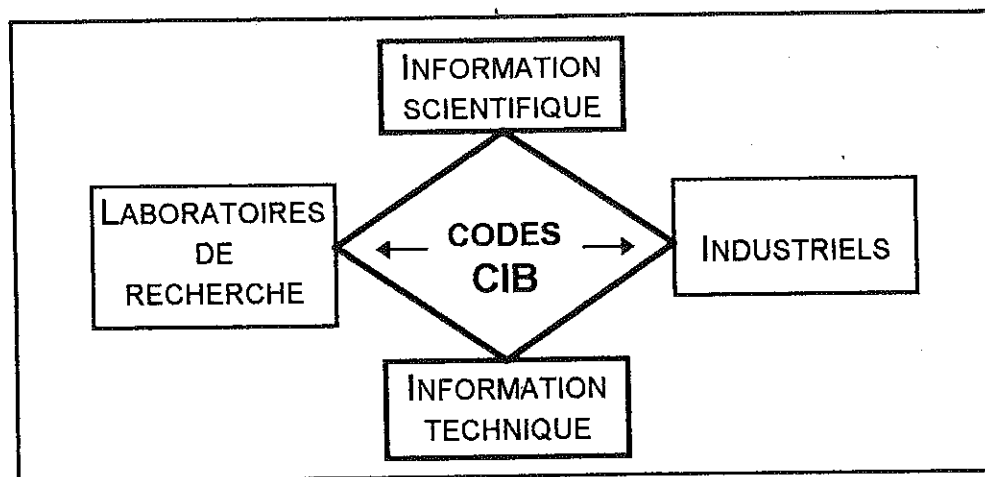 INFORMATION
SCIENTIFIQUE
LABORATOIRES
DE
RECHERCHE
CODES
CIB
INDUSTRIELS
INFORMATION
TECHNIQUE